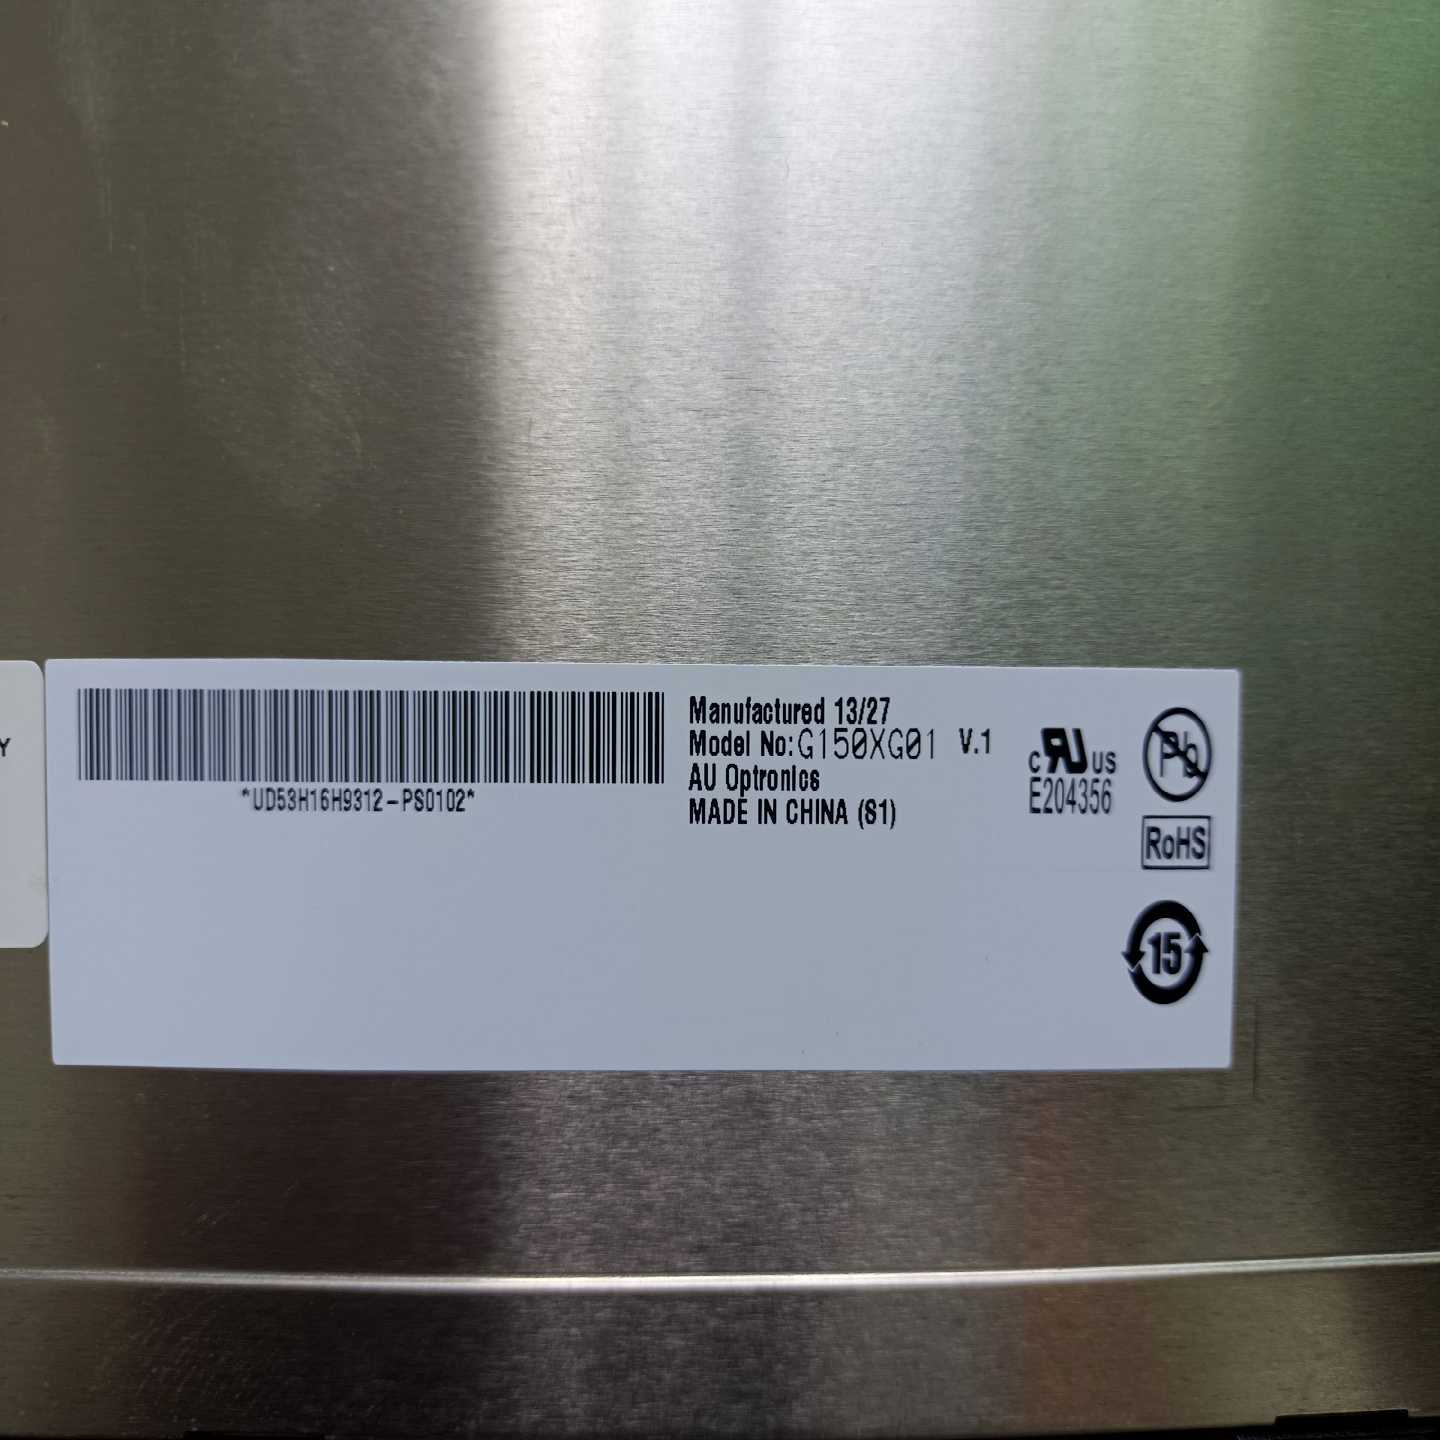 Y
Manufactured 13/27
Model No:G150XG01 V.1
AU Optronics
MADE IN CHINA (S1)
*UD53H16H9312-PS0102*
c RU US
E204356
Pb
RoHS
15